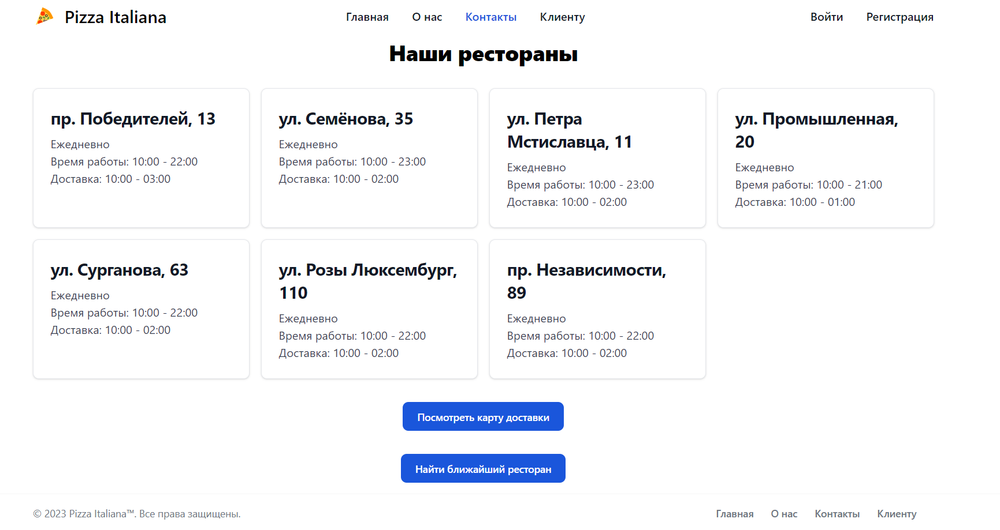 Pizza Italiana
Главная
О нас
Контакты
Клиенту
Войти
Регистрация
Наши рестораны
пр. Победителей, 13
Ежедневно
Время работы: 10:00 - 22:00
Доставка: 10:00 - 03:00
ул. Семёнова, 35
Ежедневно
Время работы: 10:00 - 23:00
Доставка: 10:00 - 02:00
ул. Петра
Мстиславца, 11
Ежедневно
Время работы: 10:00 - 23:00
Доставка: 10:00 - 02:00
ул. Промышленная,
20
Ежедневно
Время работы: 10:00 - 21:00
Доставка: 10:00 - 01:00
ул. Сурганова, 63
Ежедневно
Время работы: 10:00 - 22:00
Доставка: 10:00 - 02:00
ул. Розы Люксембург,
110
Ежедневно
Время работы: 10:00 - 22:00
Доставка: 10:00 - 02:00
пр. Независимости,
89
Ежедневно
Время работы: 10:00 - 22:00
Доставка: 10:00 - 02:00
Посмотреть карту доставки
Найти ближайший ресторан
© 2023 Pizza Italiana™. Все права защищены.
Главная
О нас
Контакты
Клиенту